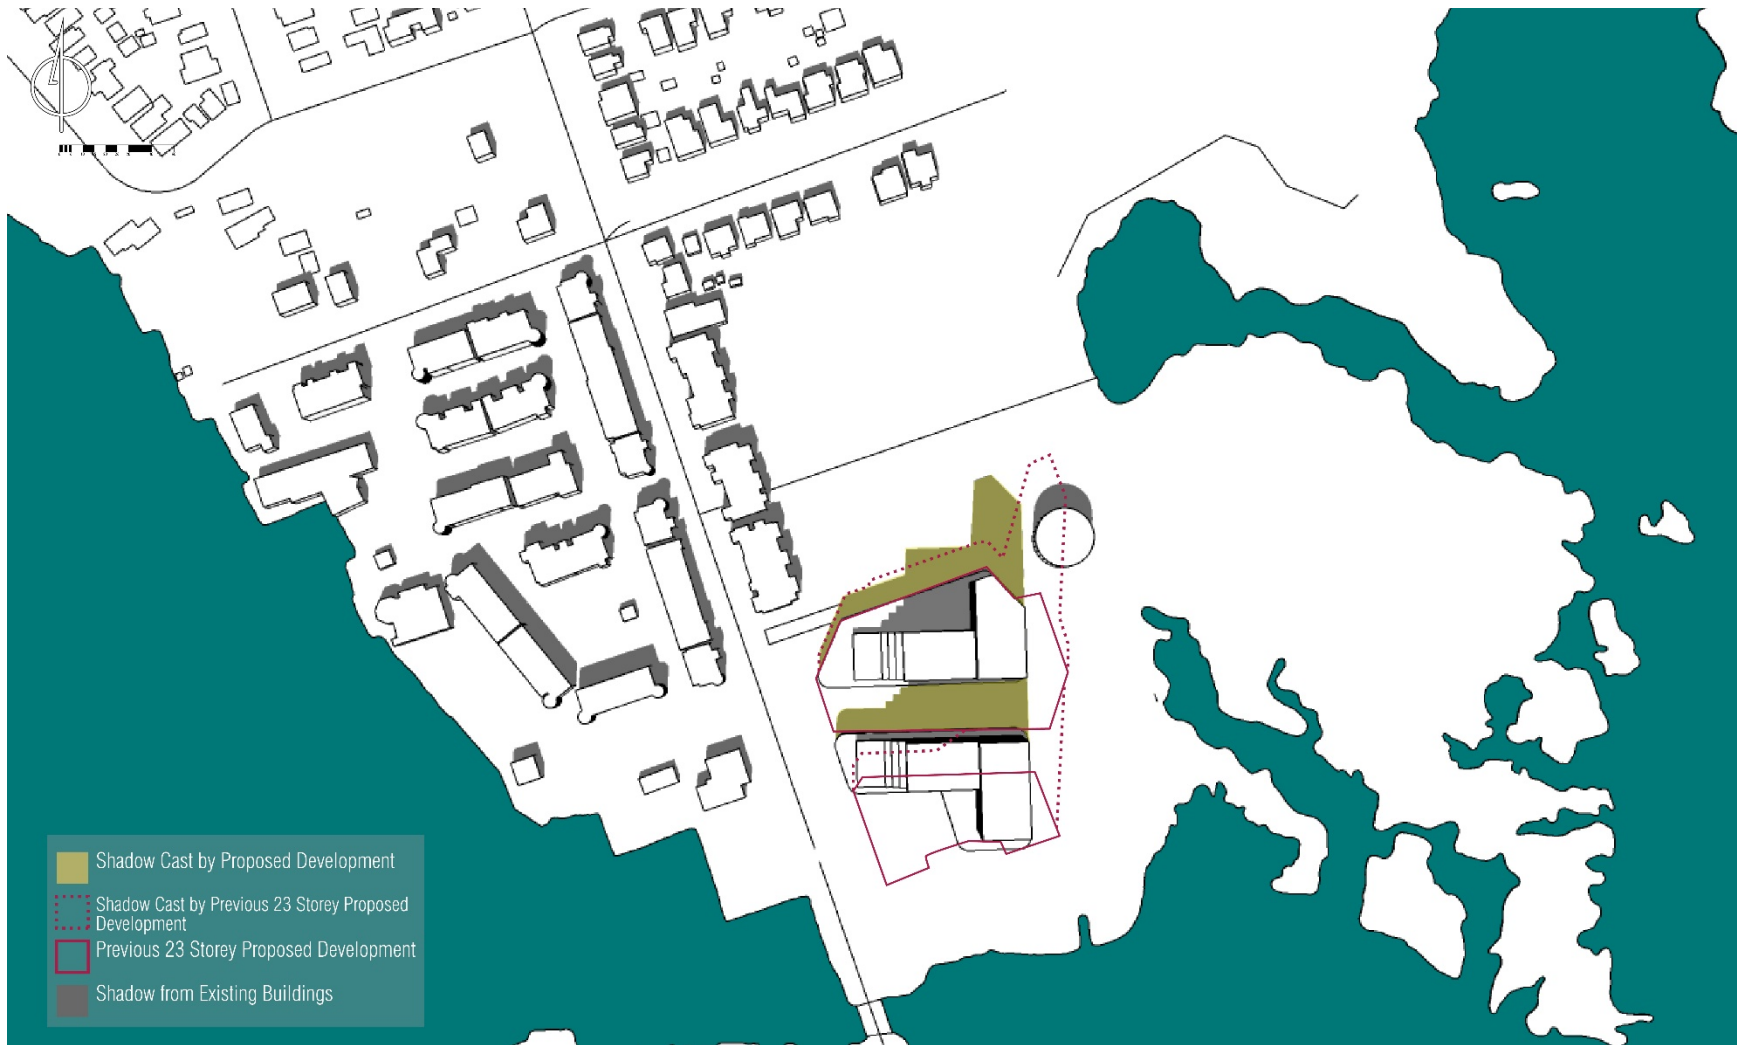 Shadow Cast by Proposed Development
Shadow Cast by Previous 23 Storey Proposed
Development
Previous 23 Storey Proposed Development
Shadow from Existing Buildings